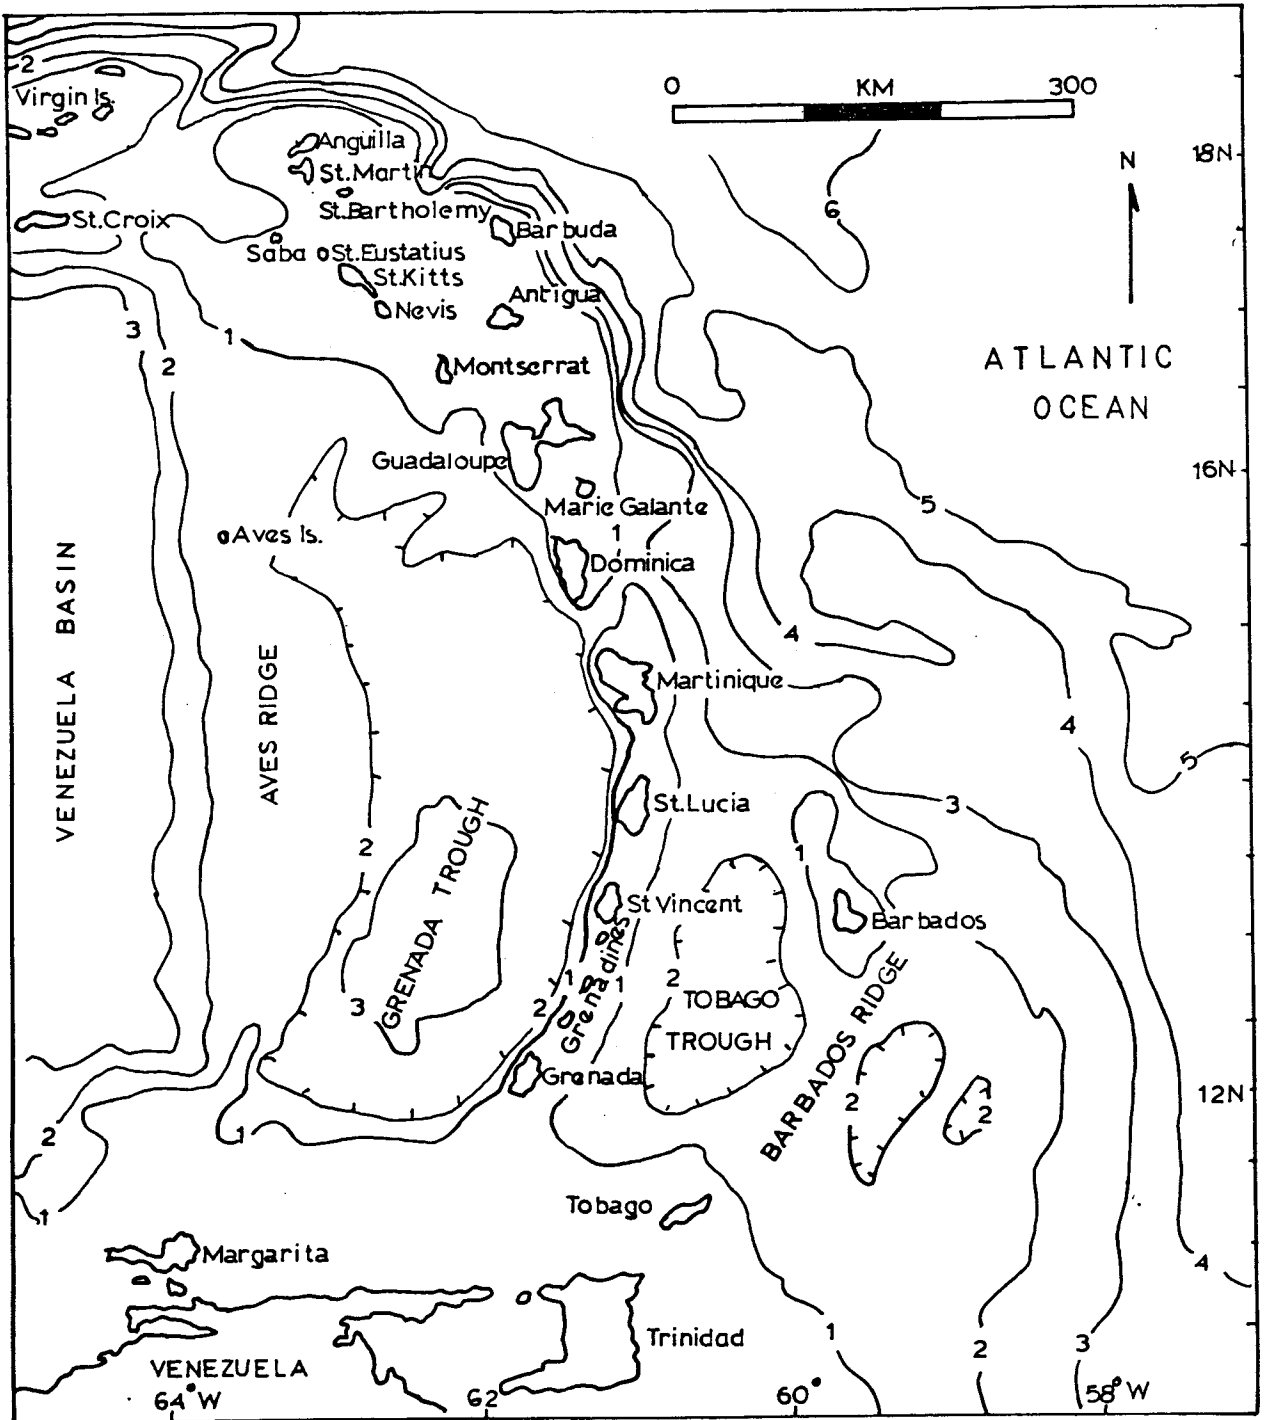 0 KM 300
2
Virgin Is.
Anguilla
18N
St.Martin
N
St.Bartholemy
6
St.Croix
Barbuda
Saba
St.Eustatius
St.Kitts
Antigua
Nevis
3
1
2
Montserrat
ATLANTIC
OCEAN
Guadaloupe
16N
5
Marie Galante
1
Aves Is.
Dominica
VENEZUELA BASIN
4
AVES RIDGE
Martinique
4
5
St.Lucia
3
GRENADA TROUGH
2
1
St Vincent
Barbados
Grenadines
BARBADOS RIDGE
3
2
1
1
2
TOBAGO
TROUGH
Grenada
2
1
2
12N
2
1
1
Tobago
Margarita
4
Trinidad
1
2
3
VENEZUELA
64°W
62
60°
58°W